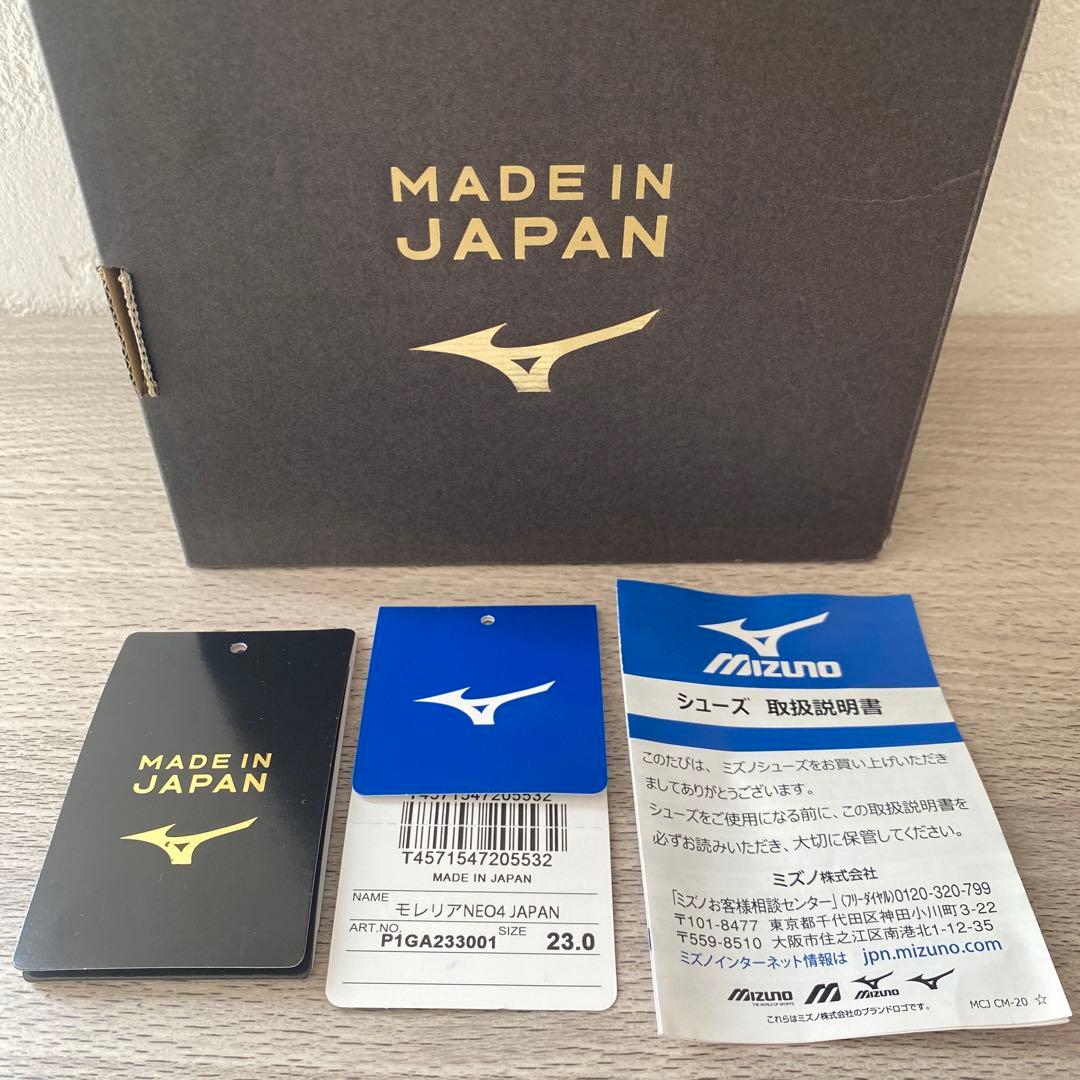 MADE IN
JAPAN
MADE IN
JAPAN
T4571547205532
T4571547205532
MADE IN JAPAN
NAME モレリアNEO4 JAPAN
ART.NO. P1GA233001 SIZE 23.0
MIZUNO
シューズ 取扱説明書
このたびは、ミズノシューズをお買い上げいただき
ましてありがとうございます。
シューズをご使用になる前に、この取扱説明書を
必ずお読みいただき、大切に保管してください。
ミズノ株式会社
「ミズノお客様相談センター」(フリーダイヤル)0120-320-799
〒101-8477 東京都千代田区神田小川町3-22
〒559-8510 大阪市住之江区南港北1-12-35
ミズノインターネット情報は jpn.mizuno.com
MIZUNO
THE WORLD OF SPORTS
MIZUNO
これらはミズノ株式会社のブランドロゴです。
MCJ CM-20 ☆